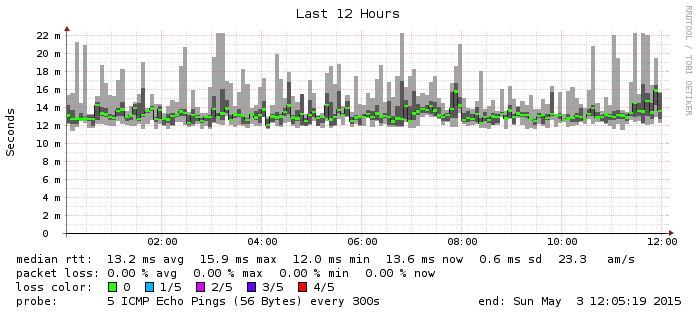 Last 12 Hours
RRDTOOL / TOBI OETIKER
Seconds
22 m
20 m
18 m
16 m
14 m
12 m
10 m
8 m
6 m
4 m
2 m
0
02:00 04:00 06:00 08:00 10:00 12:00
median rtt: 13.2 ms avg 15.9 ms max 12.0 ms min 13.6 ms now 0.6 ms sd 23.3 am/s
packet loss: 0.00 % avg 0.00 % max 0.00 % min 0.00 % now
loss color: 0 1/5 2/5 3/5 4/5
probe: 5 ICMP Echo Pings (56 Bytes) every 300s end: Sun May 3 12:05:19 2015